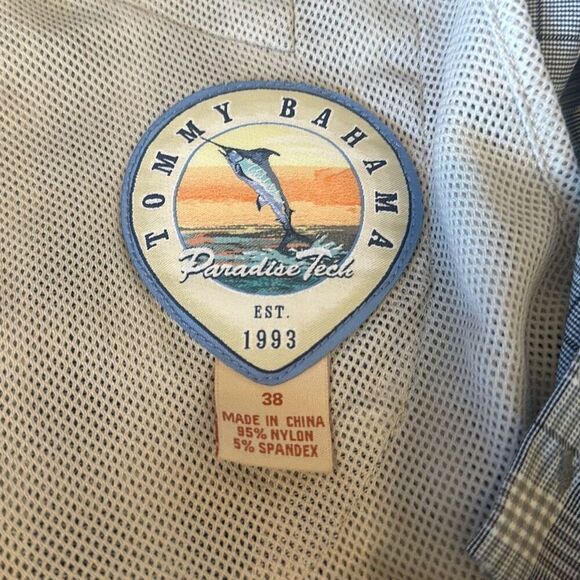 TOMMY BAHAMA
Paradise Tech
EST.
1993
38
MADE IN CHINA
95% NYLON
5% SPANDEX